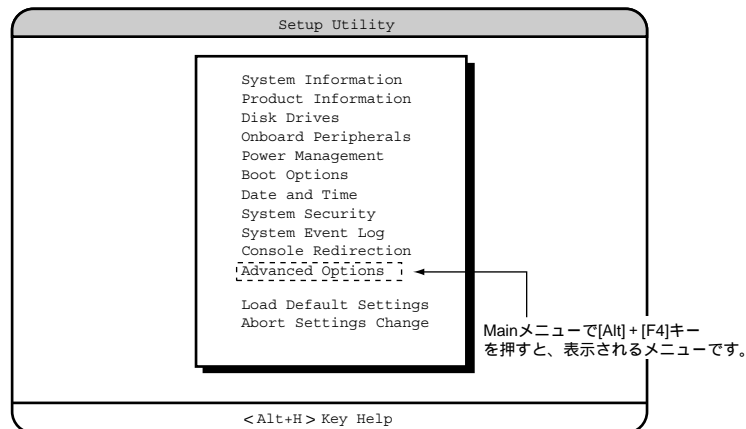 Setup Utility
System Information
Product Information
Disk Drives
Onboard Peripherals
Power Management
Boot Options
Date and Time
System Security
System Event Log
Console Redirection
Advanced Options
Load Default Settings
Abort Settings Change
Mainメニューで[Alt]+[F4]キー
を押すと、表示されるメニューです。
<Alt+H> Key Help